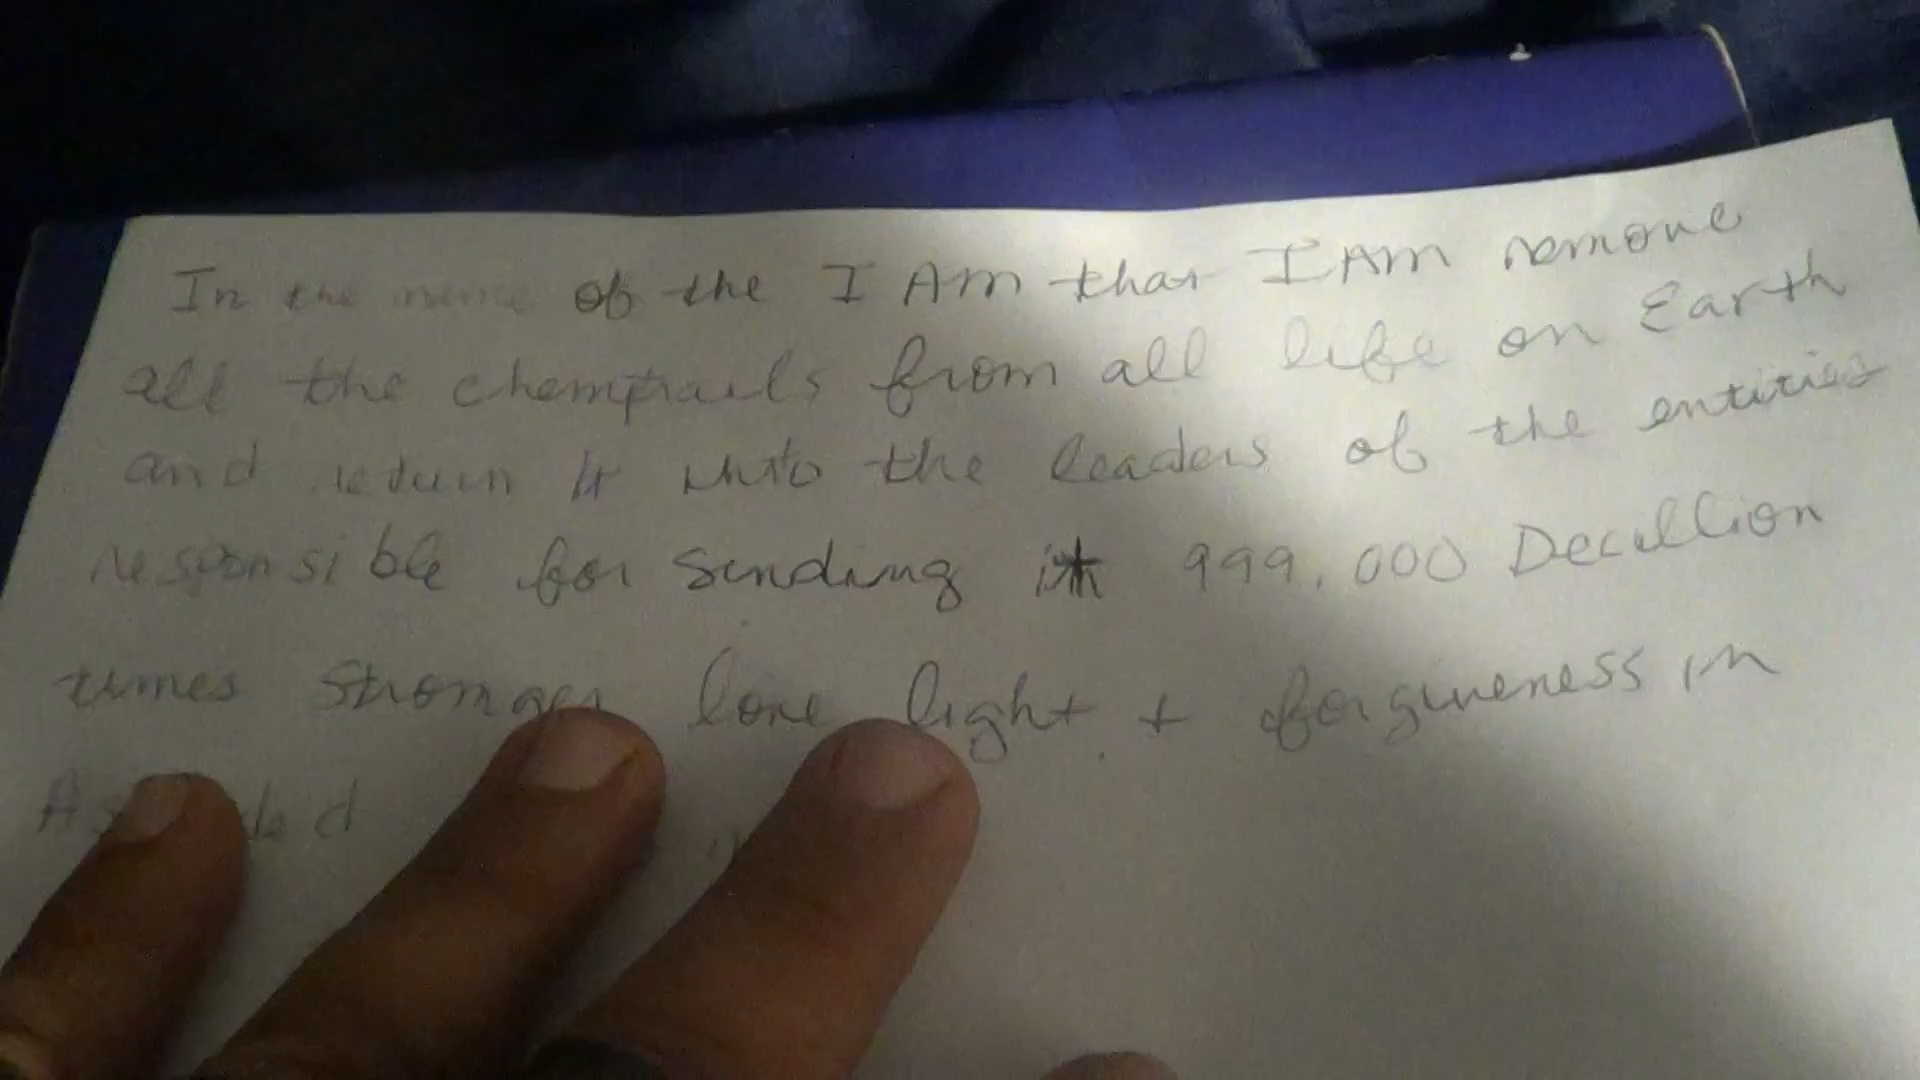 In the name of the I AM that I AM remove
all the chemtrails from all life on Earth
and return it unto the leaders of the entities
responsible for sending it 999,000 Decillion
times stronger love light + forgiveness in